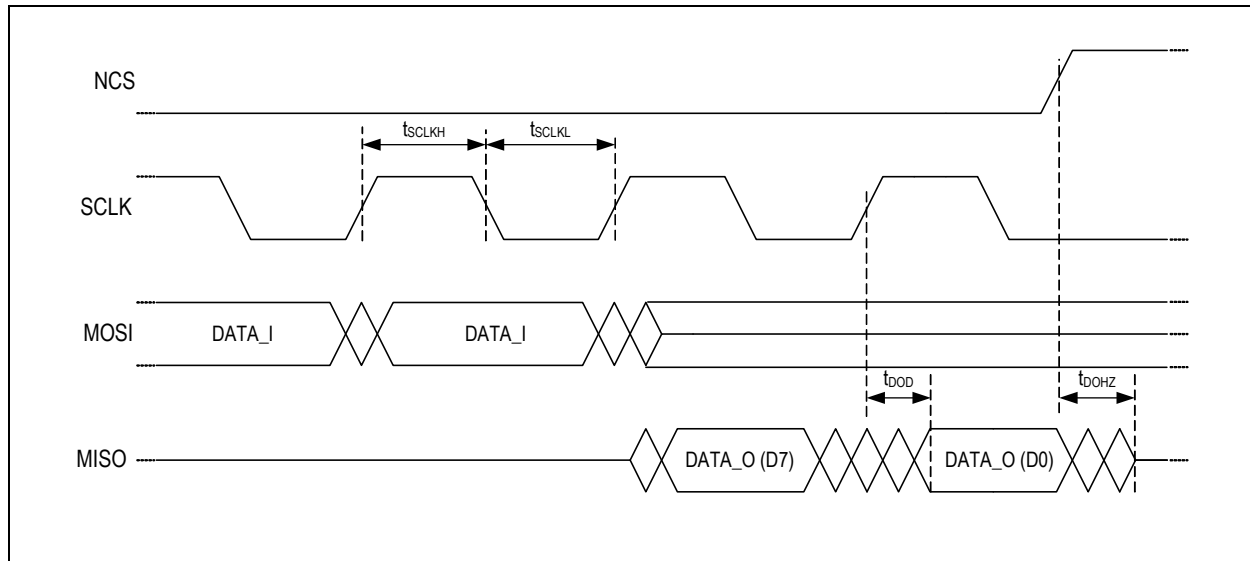 NCS
tSCLKH tSCLKL
SCLK
MOSI DATA_I DATA_I
tDOD tDOHZ
MISO DATA_O (D7) DATA_O (D0)